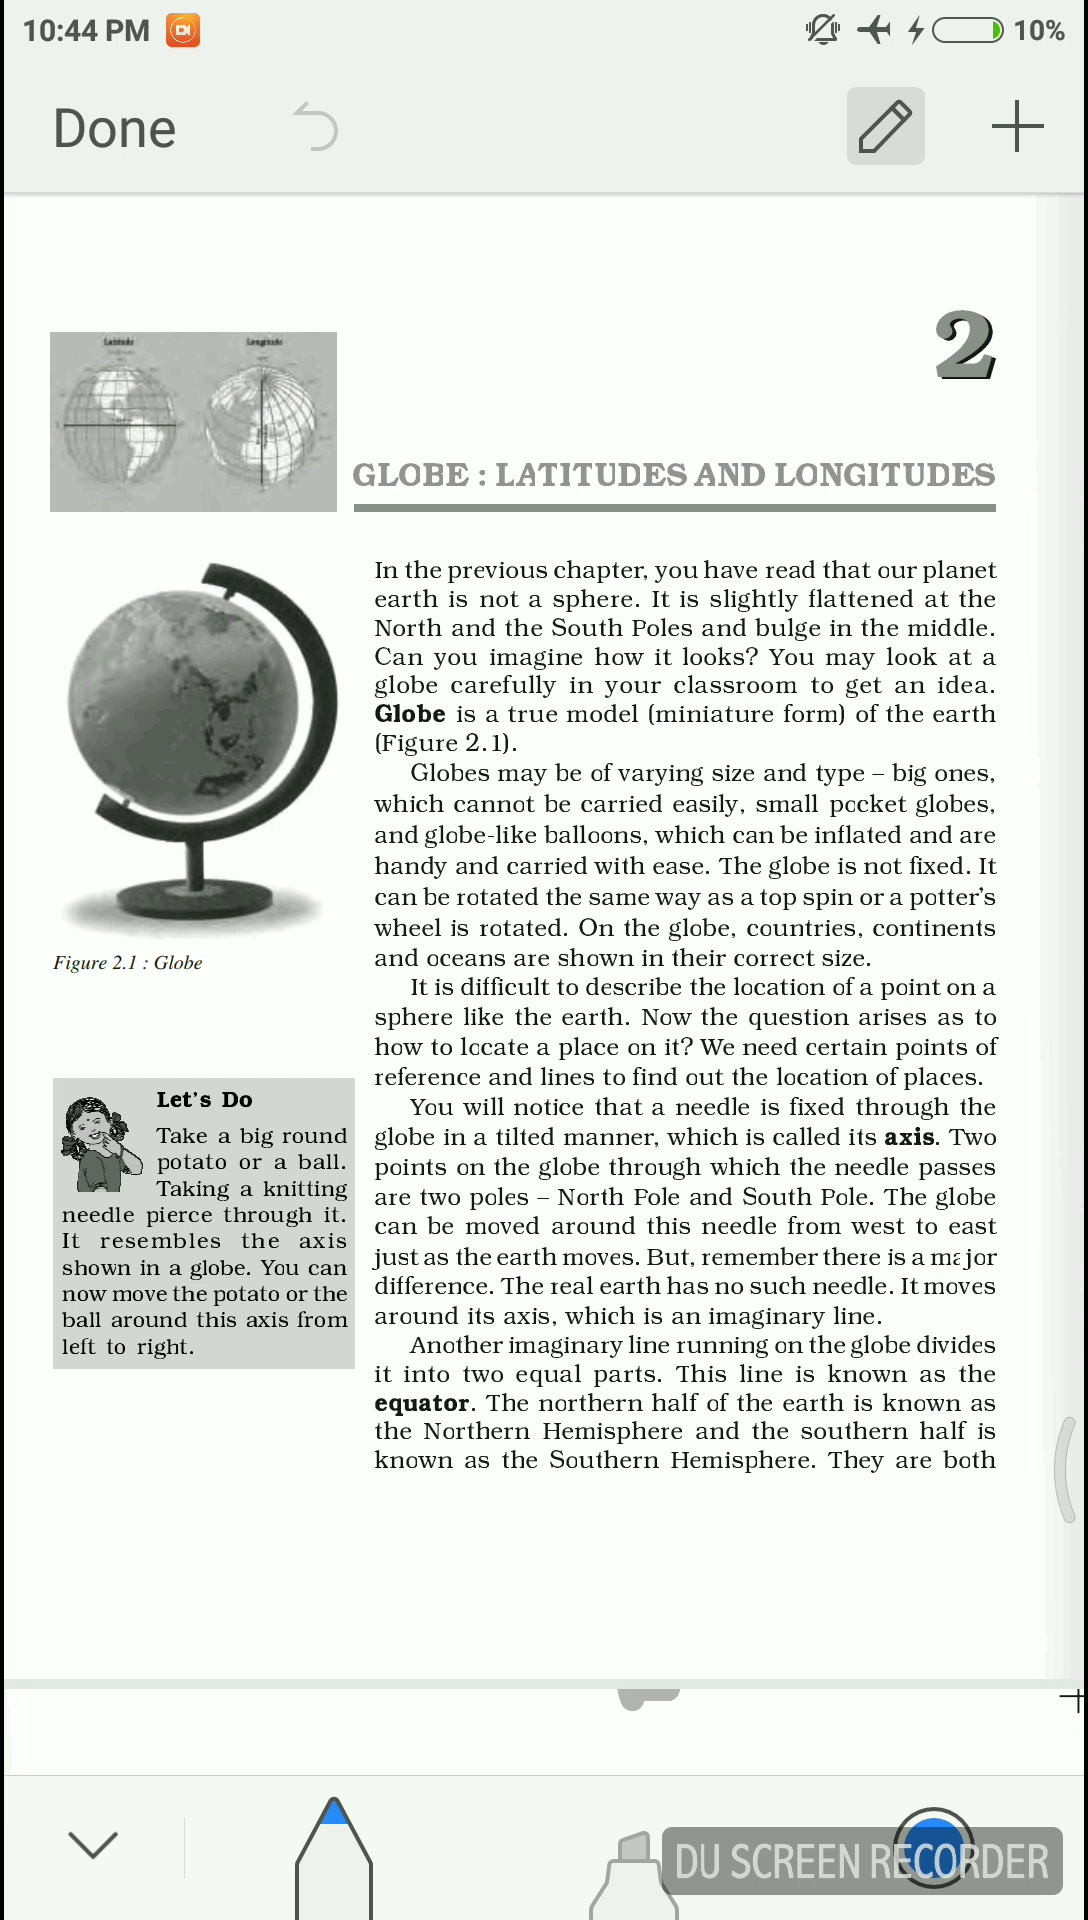 10:44 PM
10%
Done
2
Latitude
Longitude
GLOBE : LATITUDES AND LONGITUDES
In the previous chapter, you have read that our planet
earth is not a sphere. It is slightly flattened at the
North and the South Poles and bulge in the middle.
Can you imagine how it looks? You may look at a
globe carefully in your classroom to get an idea.
Globe is a true model (miniature form) of the earth
(Figure 2.1).
Globes may be of varying size and type – big ones,
which cannot be carried easily, small pocket globes,
and globe-like balloons, which can be inflated and are
handy and carried with ease. The globe is not fixed. It
can be rotated the same way as a top spin or a potter's
wheel is rotated. On the globe, countries, continents
and oceans are shown in their correct size.
It is difficult to describe the location of a point on a
sphere like the earth. Now the question arises as to
how to locate a place on it? We need certain points of
reference and lines to find out the location of places.
You will notice that a needle is fixed through the
globe in a tilted manner, which is called its axis. Two
points on the globe through which the needle passes
are two poles – North Pole and South Pole. The globe
can be moved around this needle from west to east
just as the earth moves. But, remember there is a major
difference. The real earth has no such needle. It moves
around its axis, which is an imaginary line.
Another imaginary line running on the globe divides
it into two equal parts. This line is known as the
equator. The northern half of the earth is known as
the Northern Hemisphere and the southern half is
known as the Southern Hemisphere. They are both
Figure 2.1 : Globe
Let's Do
Take a big round
potato or a ball.
Taking a knitting
needle pierce through it.
It resembles the axis
shown in a globe. You can
now move the potato or the
ball around this axis from
left to right.
DU SCREEN RECORDER